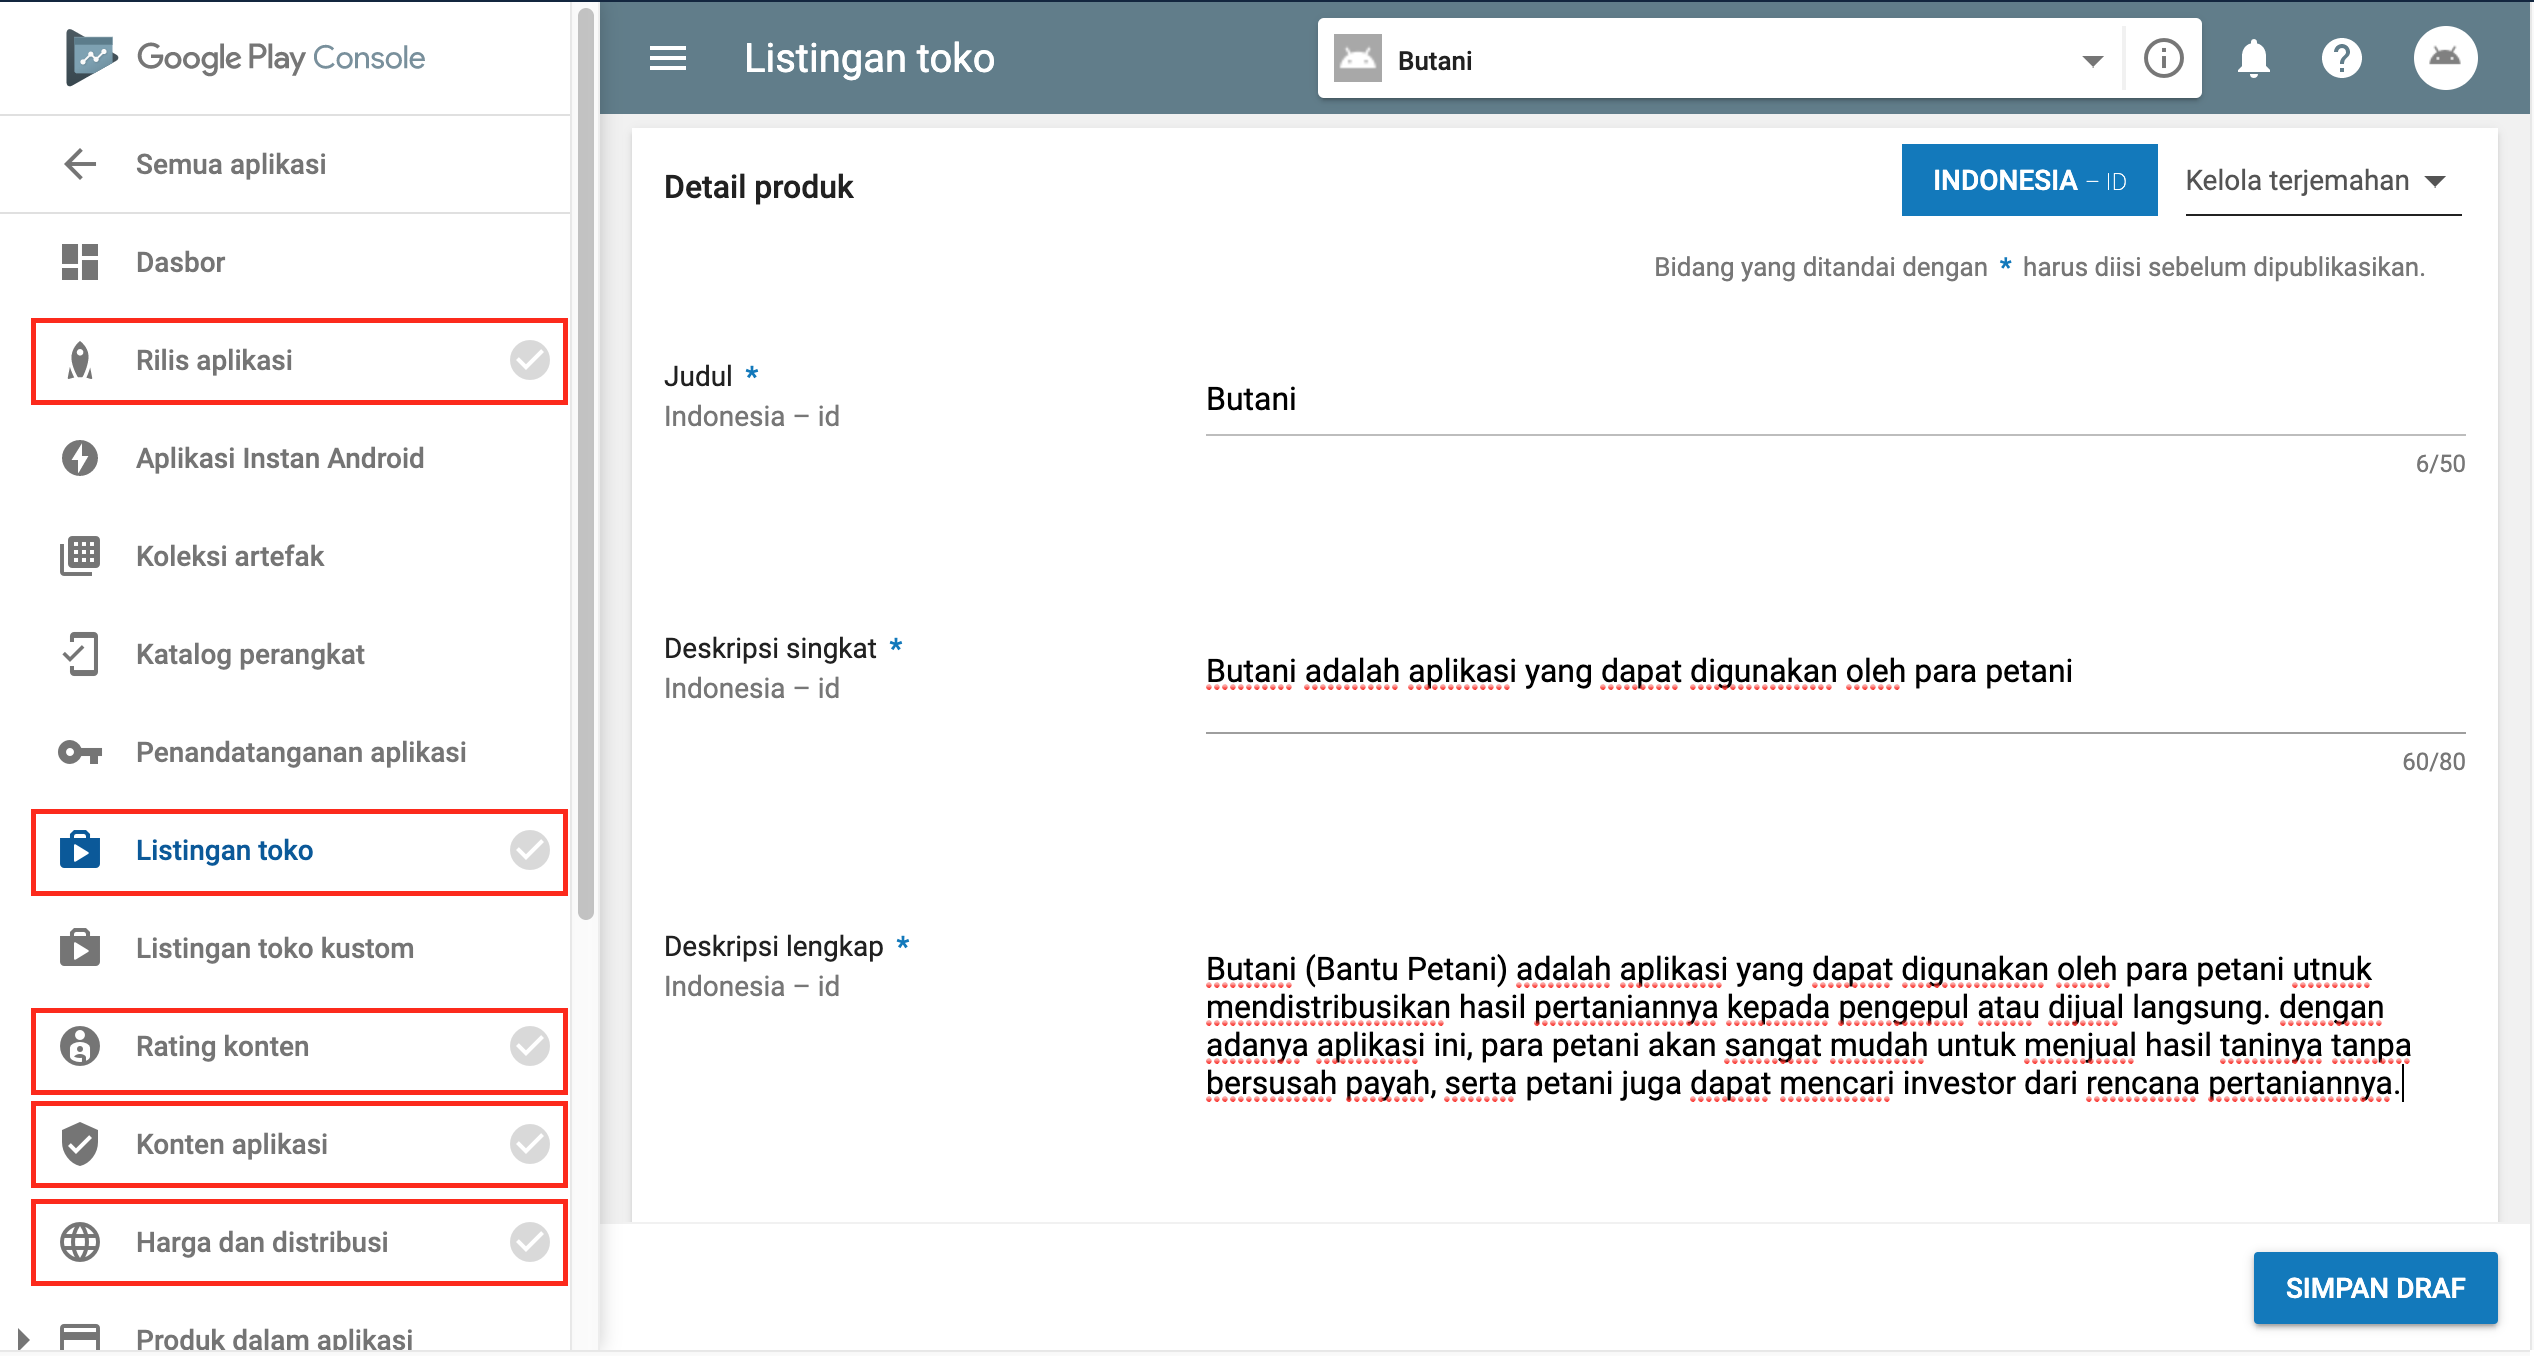 Google Play Console
Semua aplikasi
Dasbor
Rilis aplikasi
Aplikasi Instan Android
Koleksi artefak
Katalog perangkat
Penandatanganan aplikasi
Listingan toko
Listingan toko kustom
Rating konten
Konten aplikasi
Harga dan distribusi
Produk dalam aplikasi
Listingan toko
Butani
Detail produk
INDONESIA – ID
Kelola terjemahan
Bidang yang ditandai dengan * harus diisi sebelum dipublikasikan.
Judul *
Indonesia – id
Butani
6/50
Deskripsi singkat *
Indonesia – id
Butani adalah aplikasi yang dapat digunakan oleh para petani
60/80
Deskripsi lengkap *
Indonesia – id
Butani (Bantu Petani) adalah aplikasi yang dapat digunakan oleh para petani utnuk
mendistribusikan hasil pertaniannya kepada pengepul atau dijual langsung. dengan
adanya aplikasi ini, para petani akan sangat mudah untuk menjual hasil taninya tanpa
bersusah payah, serta petani juga dapat mencari investor dari rencana pertaniannya.
SIMPAN DRAF